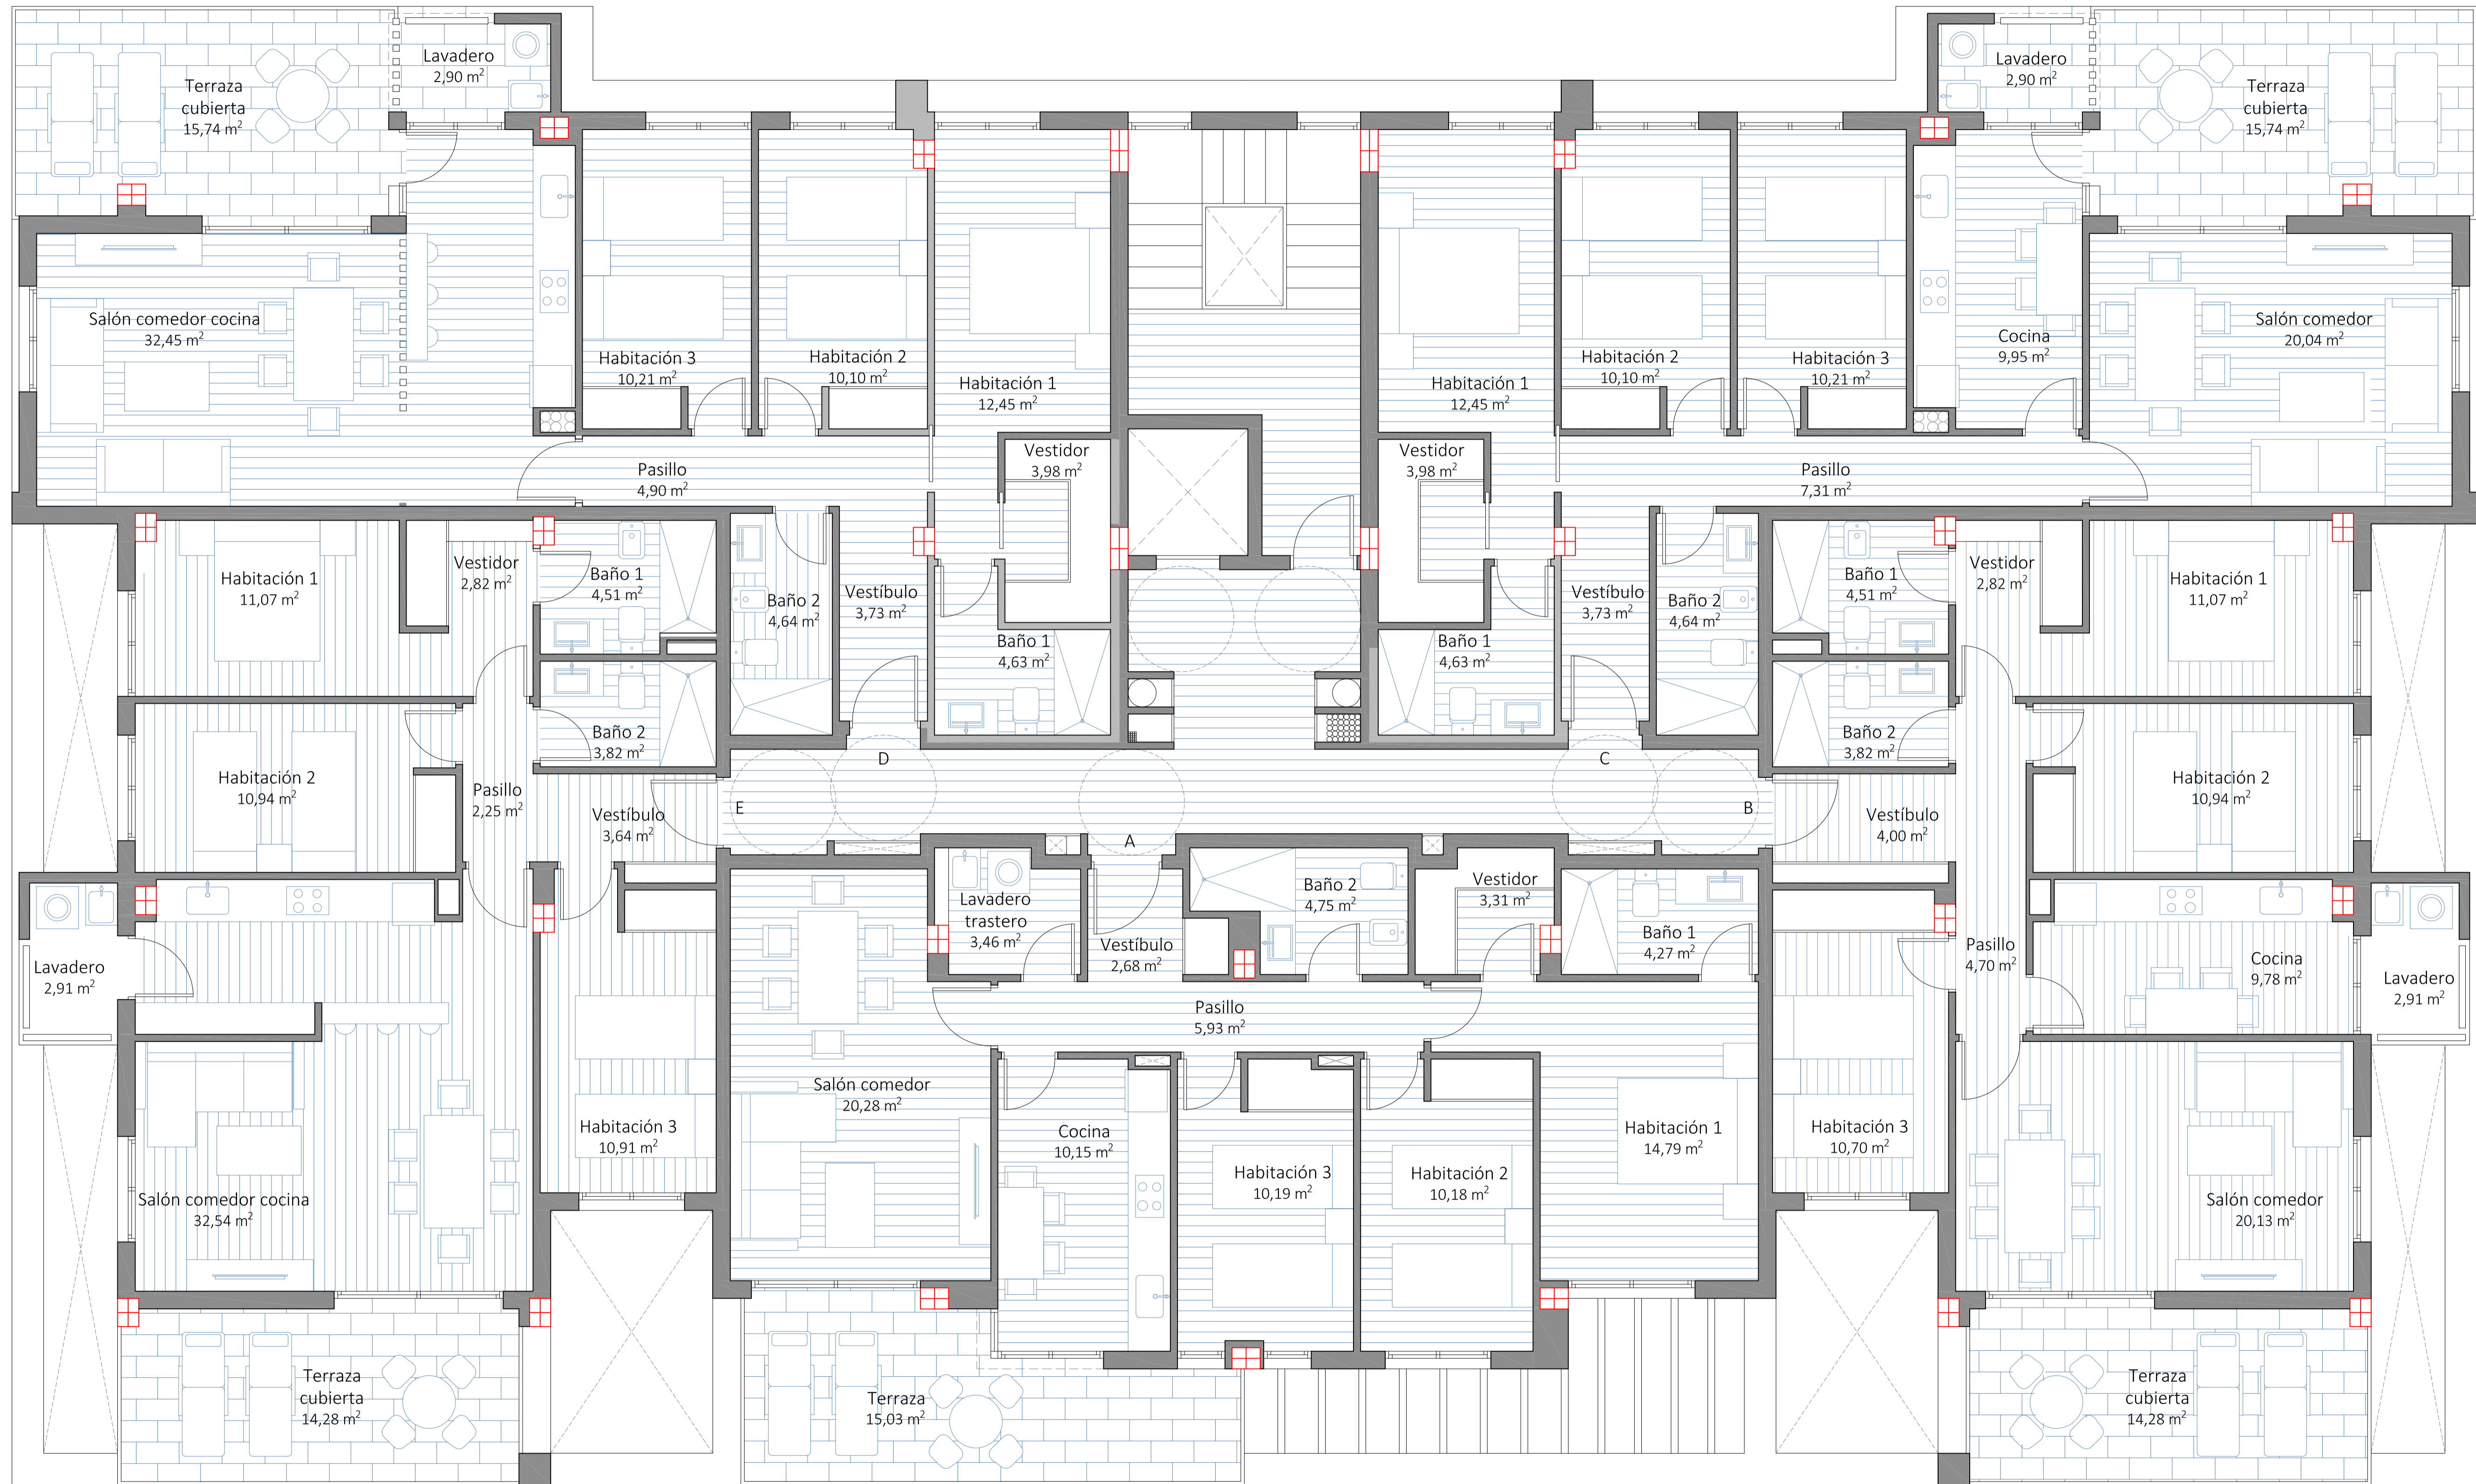 Lavadero
2,90 m²
Terraza
cubierta
15,74 m²
Salón comedor cocina
32,45 m²
Habitación 3
10,21 m²
Habitación 2
10,10 m²
Habitación 1
12,45 m²
Vestidor
3,98 m²
Pasillo
4,90 m²
Baño 2
4,64 m²
Vestíbulo
3,73 m²
Baño 1
4,63 m²
D
Lavadero
2,90 m²
Terraza
cubierta
15,74 m²
Habitación 1
12,45 m²
Habitación 2
10,10 m²
Habitación 3
10,21 m²
Cocina
9,95 m²
Salón comedor
20,04 m²
Vestidor
3,98 m²
Pasillo
7,31 m²
Baño 1
4,63 m²
Vestíbulo
3,73 m²
Baño 2
4,64 m²
C
Habitación 1
11,07 m²
Vestidor
2,82 m²
Baño 1
4,51 m²
Baño 2
3,82 m²
Habitación 2
10,94 m²
Pasillo
2,25 m²
Vestíbulo
3,64 m²
E
Lavadero
2,91 m²
Habitación 3
10,91 m²
Salón comedor cocina
32,54 m²
Terraza
cubierta
14,28 m²
A
Lavadero
trastero
3,46 m²
Vestíbulo
2,68 m²
Baño 2
4,75 m²
Vestidor
3,31 m²
Baño 1
4,27 m²
Pasillo
5,93 m²
Salón comedor
20,28 m²
Cocina
10,15 m²
Habitación 3
10,19 m²
Habitación 2
10,18 m²
Habitación 1
14,79 m²
Terraza
15,03 m²
Baño 1
4,51 m²
Vestidor
2,82 m²
Habitación 1
11,07 m²
Baño 2
3,82 m²
Habitación 2
10,94 m²
B
Vestíbulo
4,00 m²
Pasillo
4,70 m²
Cocina
9,78 m²
Lavadero
2,91 m²
Habitación 3
10,70 m²
Salón comedor
20,13 m²
Terraza
cubierta
14,28 m²